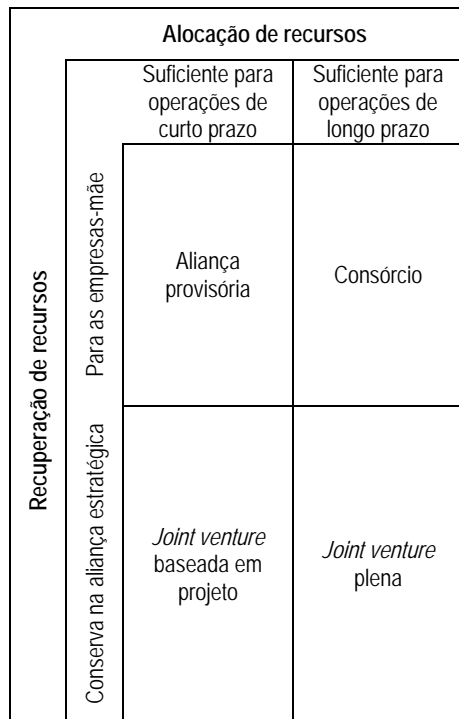 Alocação de recursos
Suficiente para
operações de
curto prazo
Suficiente para
operações de
longo prazo
Recuperação de recursos
Para as empresas-mãe
Aliança
provisória
Consórcio
Conserva na aliança estratégica
Joint venture
baseada em
projeto
Joint venture
plena